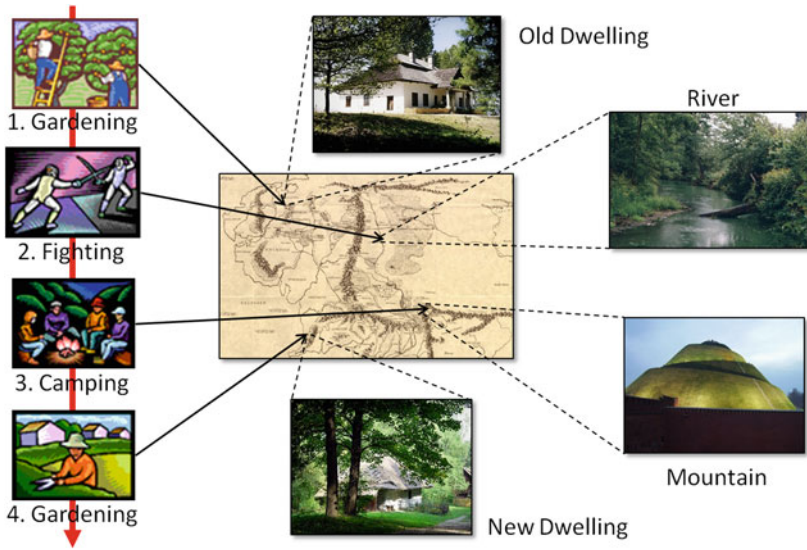 1. Gardening
2. Fighting
3. Camping
4. Gardening
Old Dwelling
River
Mountain
New Dwelling